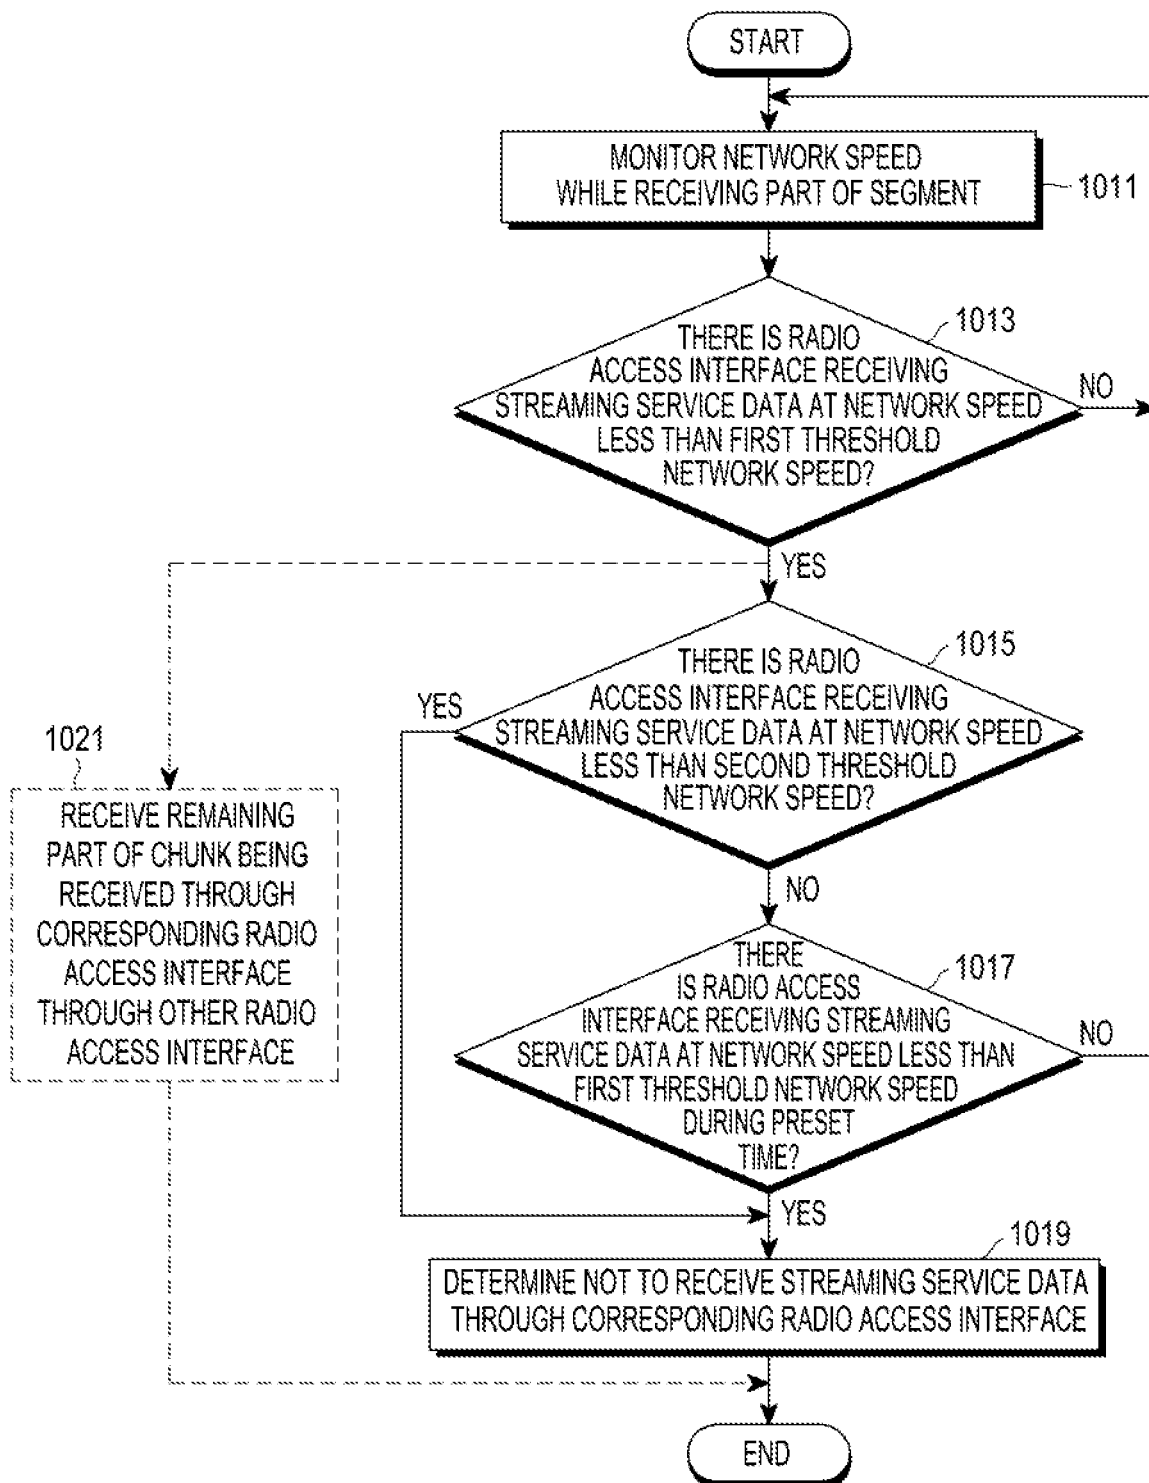 START
MONITOR NETWORK SPEED
WHILE RECEIVING PART OF SEGMENT
1011
1013
THERE IS RADIO
ACCESS INTERFACE RECEIVING
STREAMING SERVICE DATA AT NETWORK SPEED
LESS THAN FIRST THRESHOLD
NETWORK SPEED?
NO
YES
1015
THERE IS RADIO
ACCESS INTERFACE RECEIVING
STREAMING SERVICE DATA AT NETWORK SPEED
LESS THAN SECOND THRESHOLD
NETWORK SPEED?
YES
NO
1021
RECEIVE REMAINING
PART OF CHUNK BEING
RECEIVED THROUGH
CORRESPONDING RADIO
ACCESS INTERFACE
THROUGH OTHER RADIO
ACCESS INTERFACE
1017
THERE
IS RADIO ACCESS
INTERFACE RECEIVING STREAMING
SERVICE DATA AT NETWORK SPEED LESS THAN
FIRST THRESHOLD NETWORK SPEED
DURING PRESET
TIME?
NO
YES
1019
DETERMINE NOT TO RECEIVE STREAMING SERVICE DATA
THROUGH CORRESPONDING RADIO ACCESS INTERFACE
END